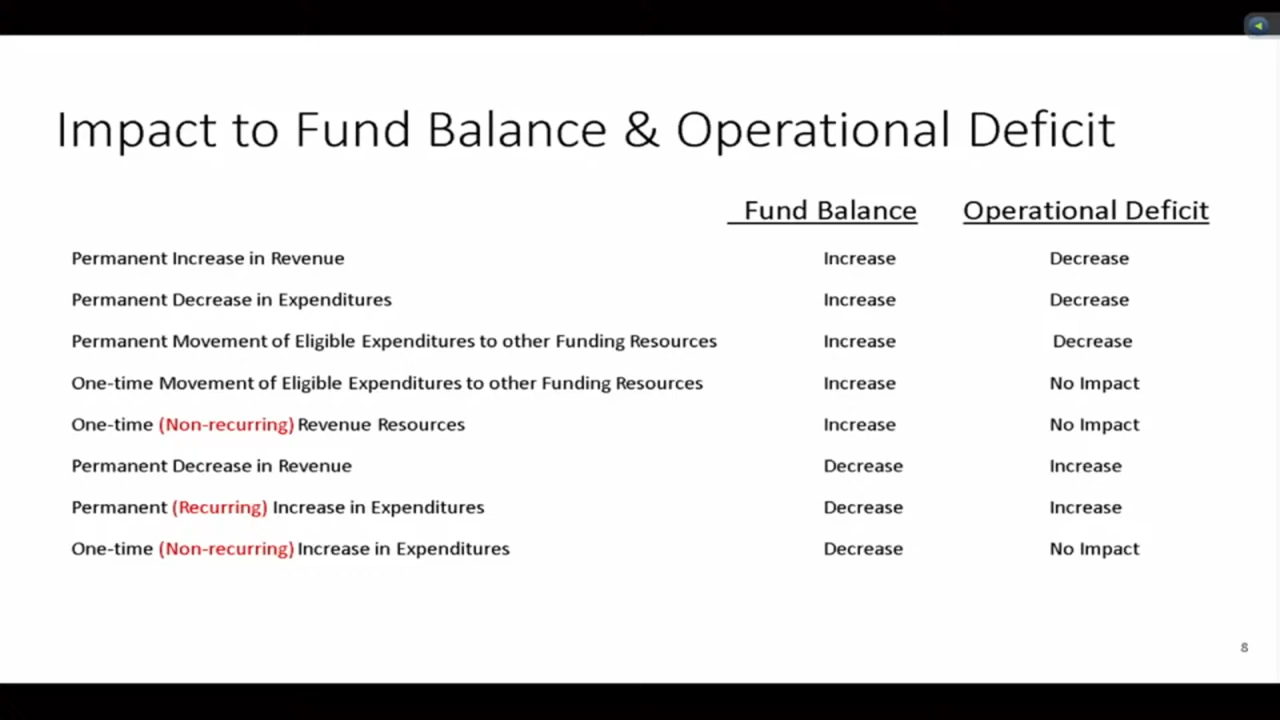 Impact to Fund Balance & Operational Deficit
Fund Balance Operational Deficit
Permanent Increase in Revenue Increase Decrease
Permanent Decrease in Expenditures Increase Decrease
Permanent Movement of Eligible Expenditures to other Funding Resources Increase Decrease
One-time Movement of Eligible Expenditures to other Funding Resources Increase No Impact
One-time (Non-recurring) Revenue Resources Increase No Impact
Permanent Decrease in Revenue Decrease Increase
Permanent (Recurring) Increase in Expenditures Decrease Increase
One-time (Non-recurring) Increase in Expenditures Decrease No Impact
8